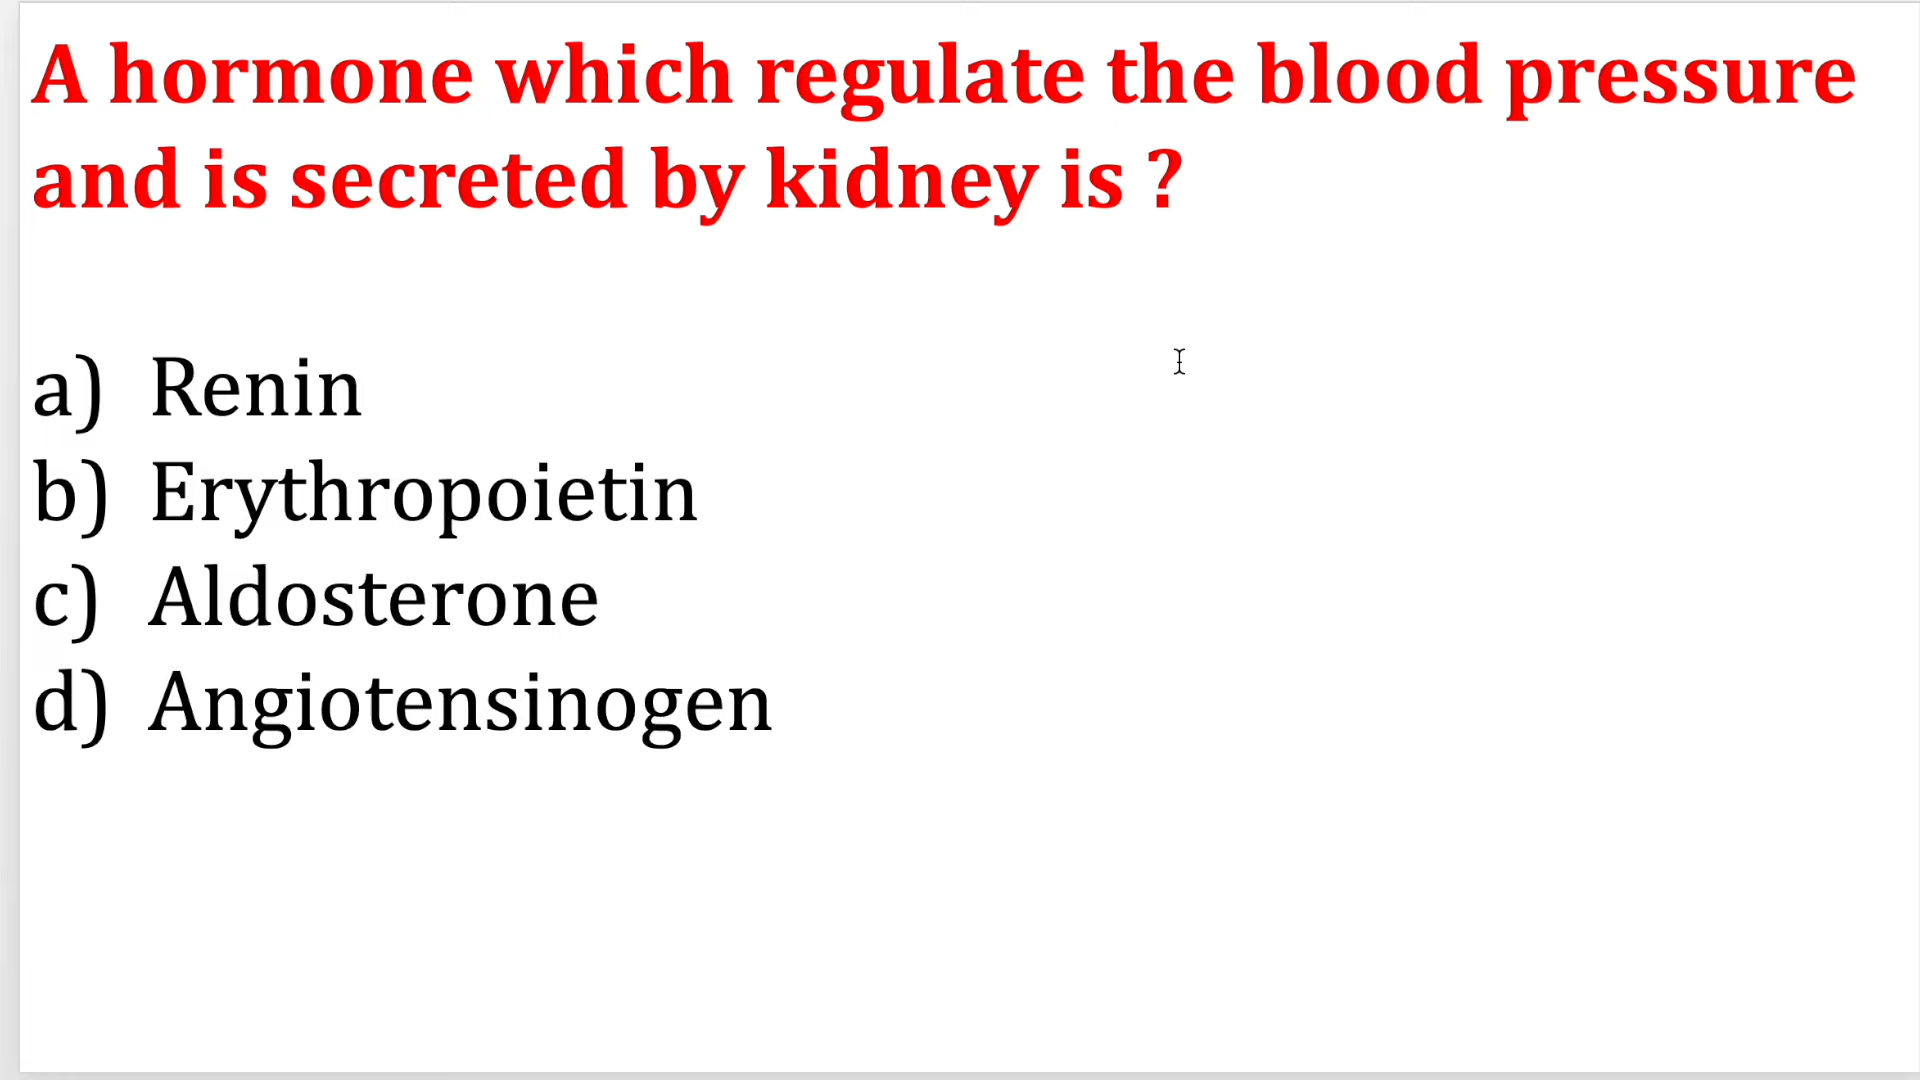 A hormone which regulate the blood pressure
and is secreted by kidney is ?
a) Renin
b) Erythropoietin
c) Aldosterone
d) Angiotensinogen